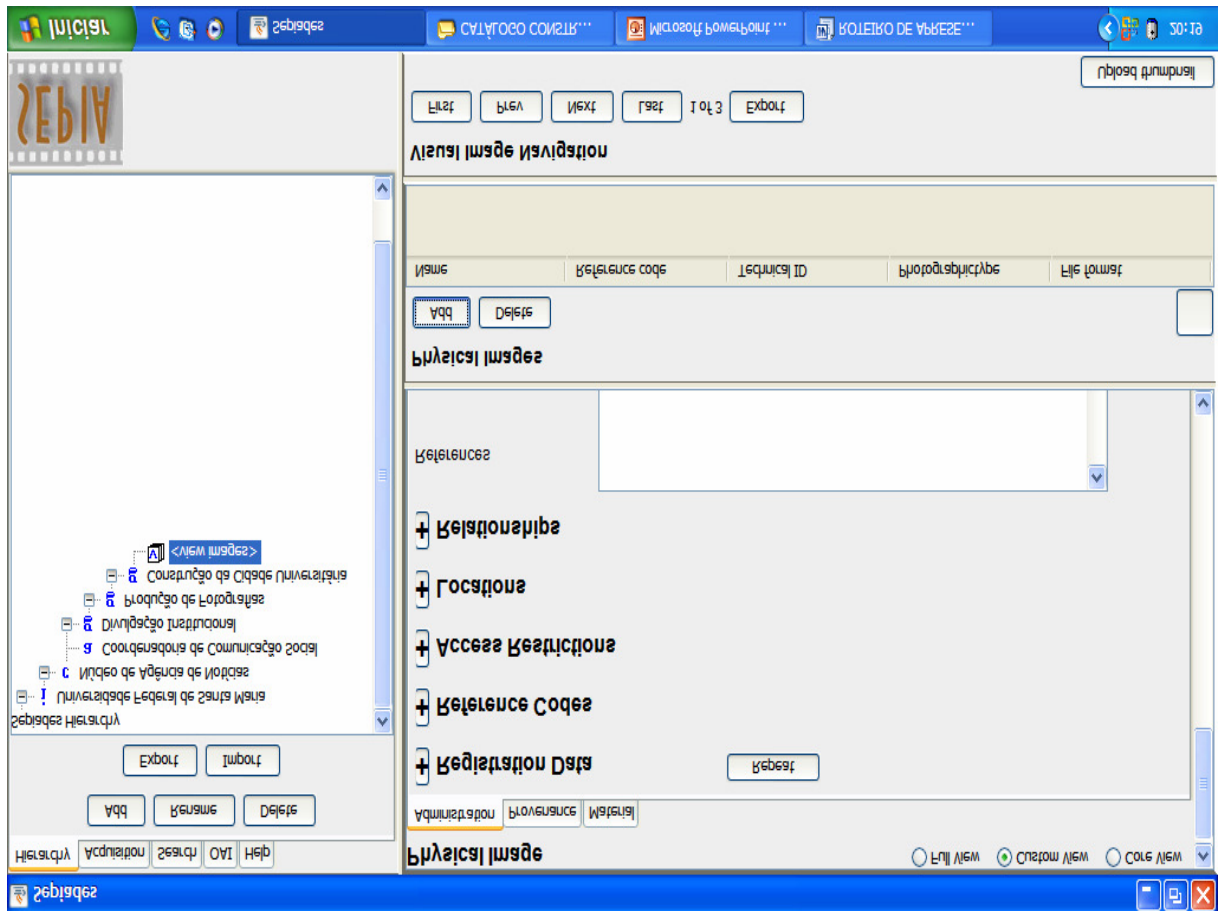 Sepiades
Hierarchy Acquisition Search OAI Help
Add Rename Delete
Export Import
Sepiades Hierarchy
i Universidade Federal de Santa Maria
c Núcleo de Agência de Notícias
a Coordenadoria de Comunicação Social
g Divulgação Institucional
g Produção de Fotografias
g Construção da Cidade Universitária
<view images>
SEPIA
Physical Image
Full View Custom View Core View
Administration Provenance Material
+ Registration Data Repeat
+ Reference Codes
+ Access Restrictions
+ Locations
+ Relationships
References
Physical Images
Add Delete
Name Reference code Technical ID Photographictype File format
Visual Image Navigation
First Prev Next Last 1 of 3 Export
Upload thumbnail
Iniciar Sepiades CATÁLOGO CONSTR... Microsoft PowerPoint ... ROTEIRO DE APRESE... 20:19